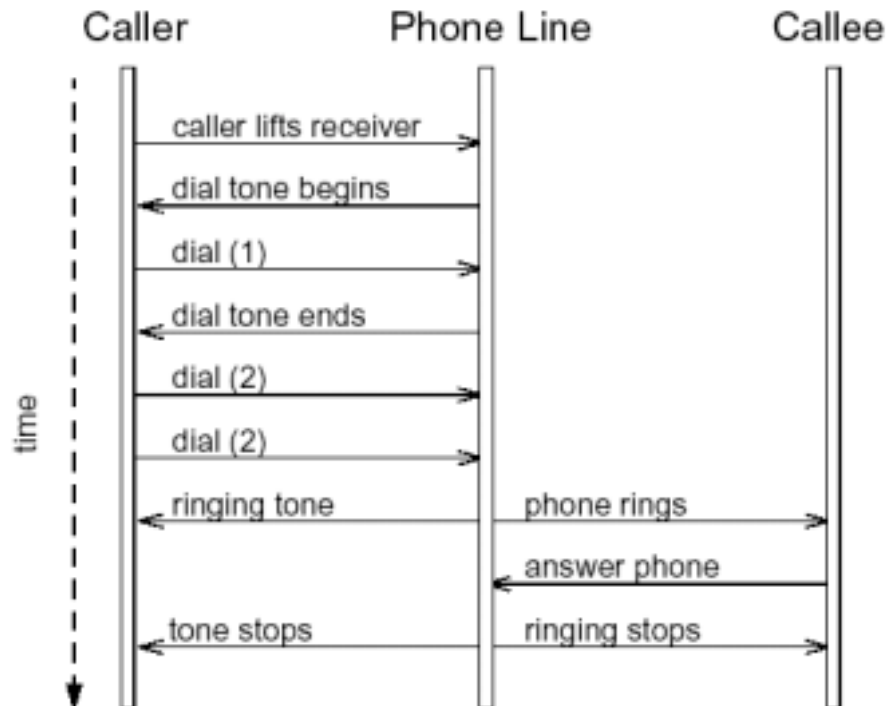 Caller Phone Line Callee
caller lifts receiver
dial tone begins
dial (1)
dial tone ends
dial (2)
dial (2)
ringing tone phone rings
answer phone
tone stops ringing stops
time